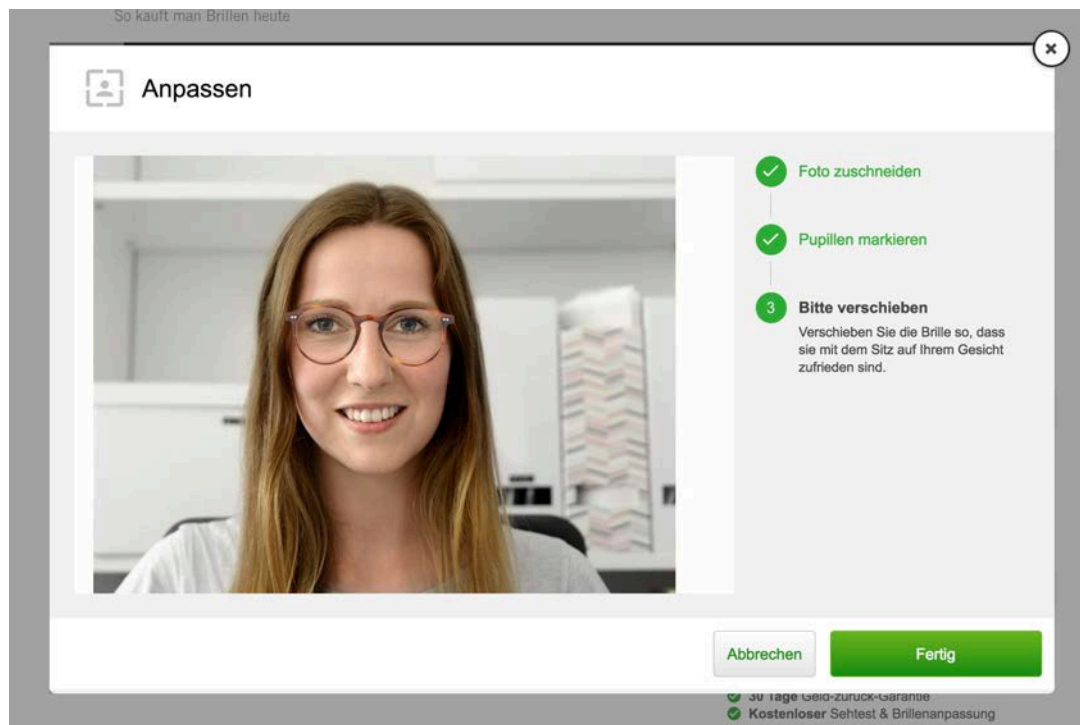 So kauft man Brillen heute
Anpassen
Foto zuschneiden
Pupillen markieren
3
Bitte verschieben
Verschieben Sie die Brille so, dass
sie mit dem Sitz auf Ihrem Gesicht
zufrieden sind.
Abbrechen
Fertig
30 Tage Geld-zurück-Garantie
Kostenloser Sehtest & Brillenanpassung